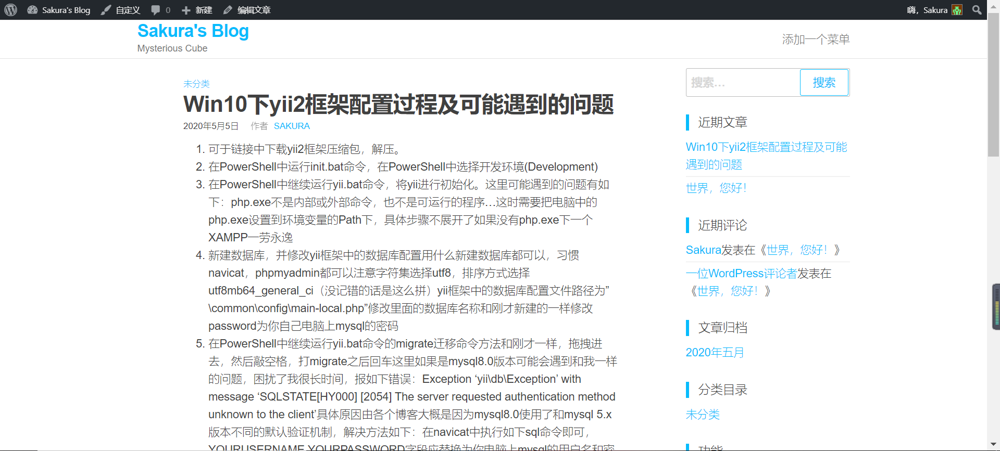 Sakura's Blog 自定义 0 新建 编辑文章 嗨，Sakura
Sakura's Blog
Mysterious Cube
添加一个菜单
未分类
Win10下yii2框架配置过程及可能遇到的问题
2020年5月5日 作者 SAKURA
1. 可于链接中下载yii2框架压缩包，解压。
2. 在PowerShell中运行init.bat命令，在PowerShell中选择开发环境(Development)
3. 在PowerShell中继续运行yii.bat命令，将yii进行初始化。这里可能遇到的问题有如
下：php.exe不是内部或外部命令，也不是可运行的程序…这时需要把电脑中的
php.exe设置到环境变量的Path下，具体步骤不展开了如果没有php.exe下一个
XAMPP一劳永逸
4. 新建数据库，并修改yii框架中的数据库配置用什么新建数据库都可以，习惯
navicat，phpmyadmin都可以注意字符集选择utf8，排序方式选择
utf8mb64_general_ci（没记错的话是这么拼）yii框架中的数据库配置文件路径为”
\common\config\main-local.php”修改里面的数据库名称和刚才新建的一样修改
password为你自己电脑上mysql的密码
5. 在PowerShell中继续运行yii.bat命令的migrate迁移命令方法和刚才一样，拖拽进
去，然后敲空格，打migrate之后回车这里如果是mysql8.0版本可能会遇到和我一样
的问题，困扰了我很长时间，报如下错误：Exception ‘yii\db\Exception’ with
message ‘SQLSTATE[HY000] [2054] The server requested authentication method
unknown to the client’具体原因由各个博客大概是因为mysql8.0使用了和mysql 5.x
版本不同的默认验证机制，解决方法如下：在navicat中执行如下sql命令即可，
YOURUSERNAME,YOURPASSWORD字段应替换为你电脑上mysql的用户名和密
搜索… 搜索
近期文章
Win10下yii2框架配置过程及可能
遇到的问题
世界，您好！
近期评论
Sakura发表在《世界，您好！》
一位WordPress评论者发表在
《世界，您好！》
文章归档
2020年五月
分类目录
未分类
功能